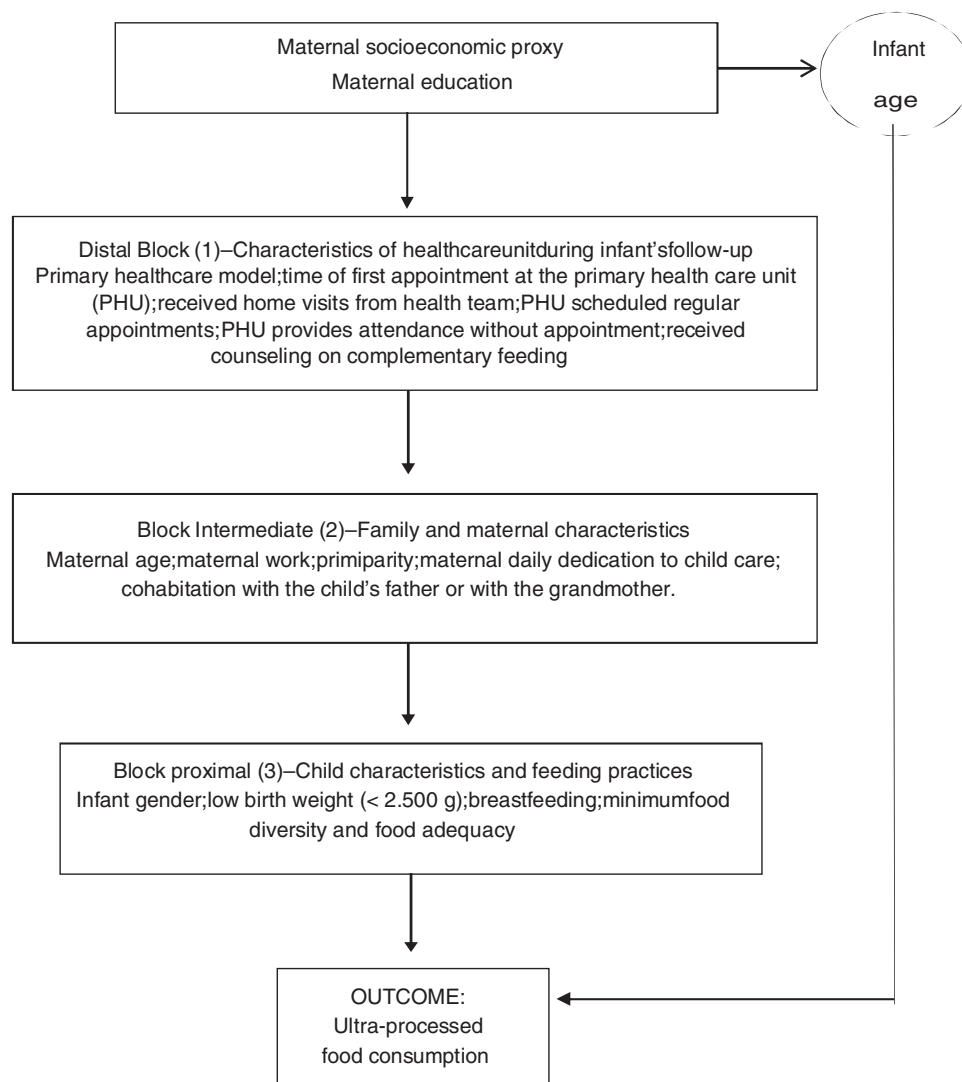 Maternal socioeconomic proxy
Maternal education
Infant
age
Distal Block (1)–Characteristics of healthcareunitduring infant'sfollow-up
Primary healthcare model;time of first appointment at the primary health care unit
(PHU);received home visits from health team;PHU scheduled regular
appointments;PHU provides attendance without appointment;received
counseling on complementary feeding
Block Intermediate (2)–Family and maternal characteristics
Maternal age;maternal work;primiparity;maternal daily dedication to child care;
cohabitation with the child's father or with the grandmother.
Block proximal (3)–Child characteristics and feeding practices
Infant gender;low birth weight (< 2.500 g);breastfeeding;minimumfood
diversity and food adequacy
OUTCOME:
Ultra-processed
food consumption